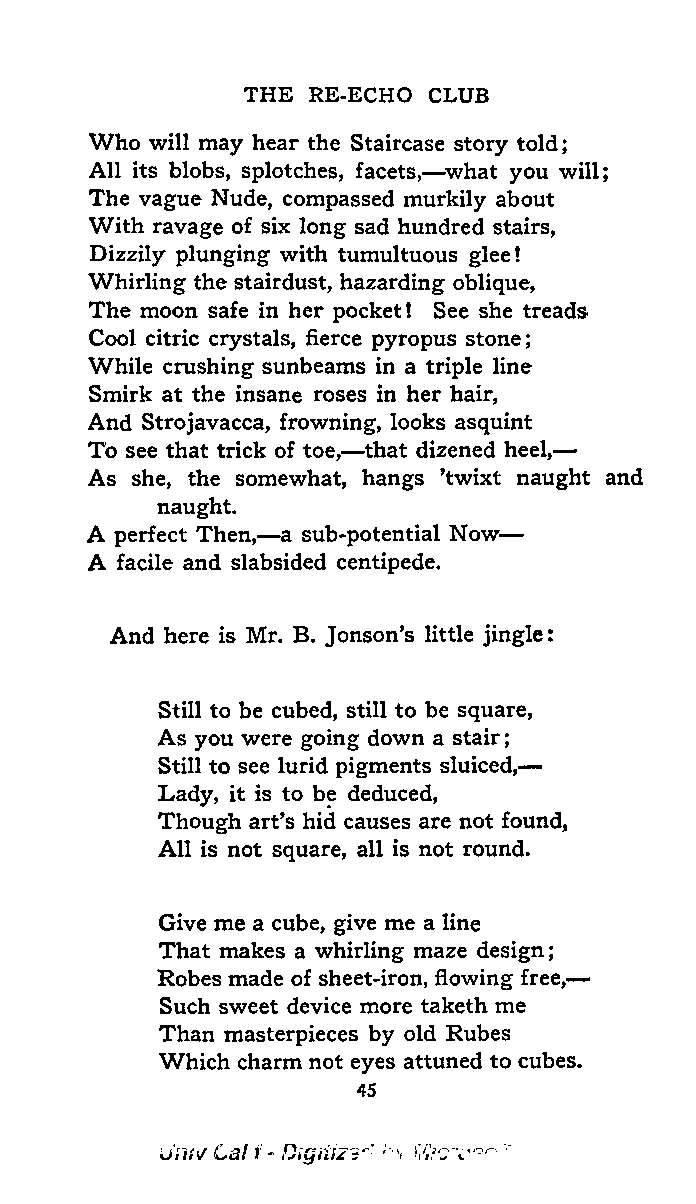 THE RE-ECHO CLUB
Who will may hear the Staircase story told;
All its blobs, splotches, facets,—what you will;
The vague Nude, compassed murkily about
With ravage of six long sad hundred stairs,
Dizzily plunging with tumultuous glee!
Whirling the stairdust, hazarding oblique,
The moon safe in her pocket! See she treads
Cool citric crystals, fierce pyropus stone;
While crushing sunbeams in a triple line
Smirk at the insane roses in her hair,
And Strojavacca, frowning, looks asquint
To see that trick of toe,—that dizened heel,—
As she, the somewhat, hangs 'twixt naught and
naught.
A perfect Then,—a sub-potential Now—
A facile and slabsided centipede.
And here is Mr. B. Jonson's little jingle:
Still to be cubed, still to be square,
As you were going down a stair;
Still to see lurid pigments sluiced,—
Lady, it is to be deduced,
Though art's hid causes are not found,
All is not square, all is not round.
Give me a cube, give me a line
That makes a whirling maze design;
Robes made of sheet-iron, flowing free,—
Such sweet device more taketh me
Than masterpieces by old Rubes
Which charm not eyes attuned to cubes.
45
Univ Calif - Digitized by Microsoft